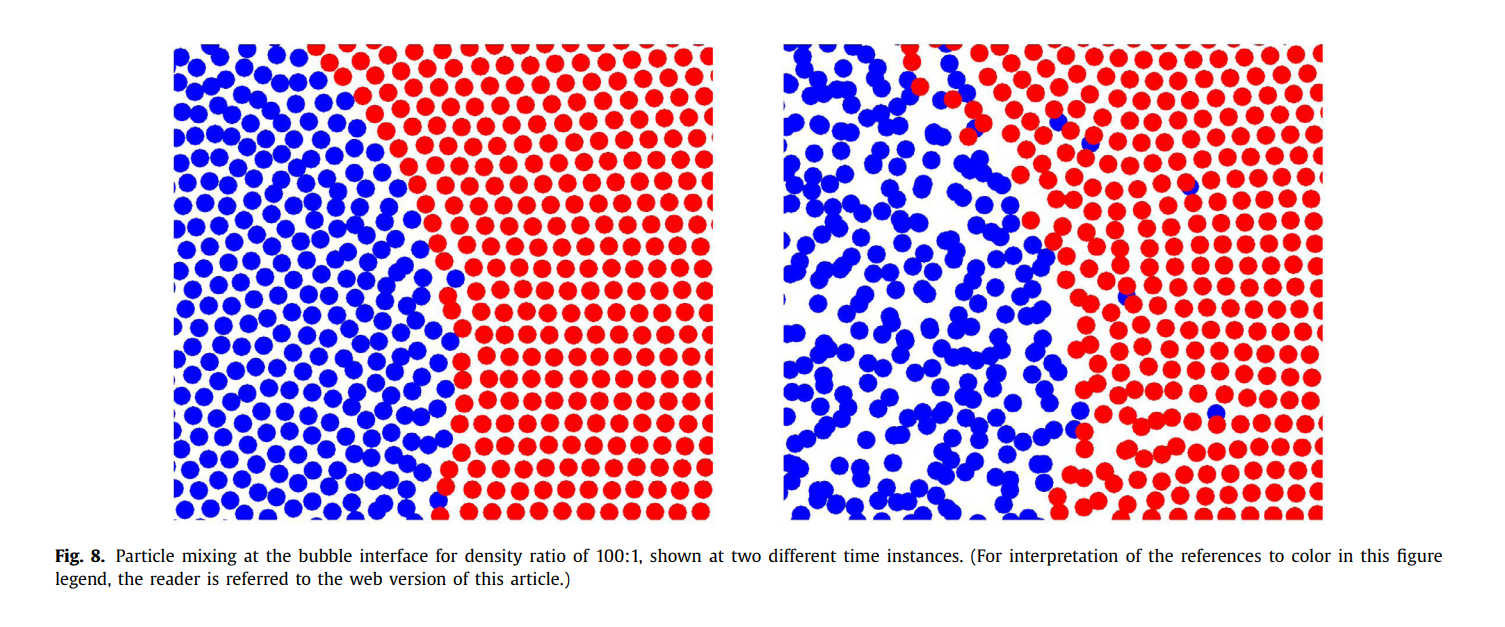 Fig. 8. Particle mixing at the bubble interface for density ratio of 100:1, shown at two different time instances. (For interpretation of the references to color in this figure
legend, the reader is referred to the web version of this article.)